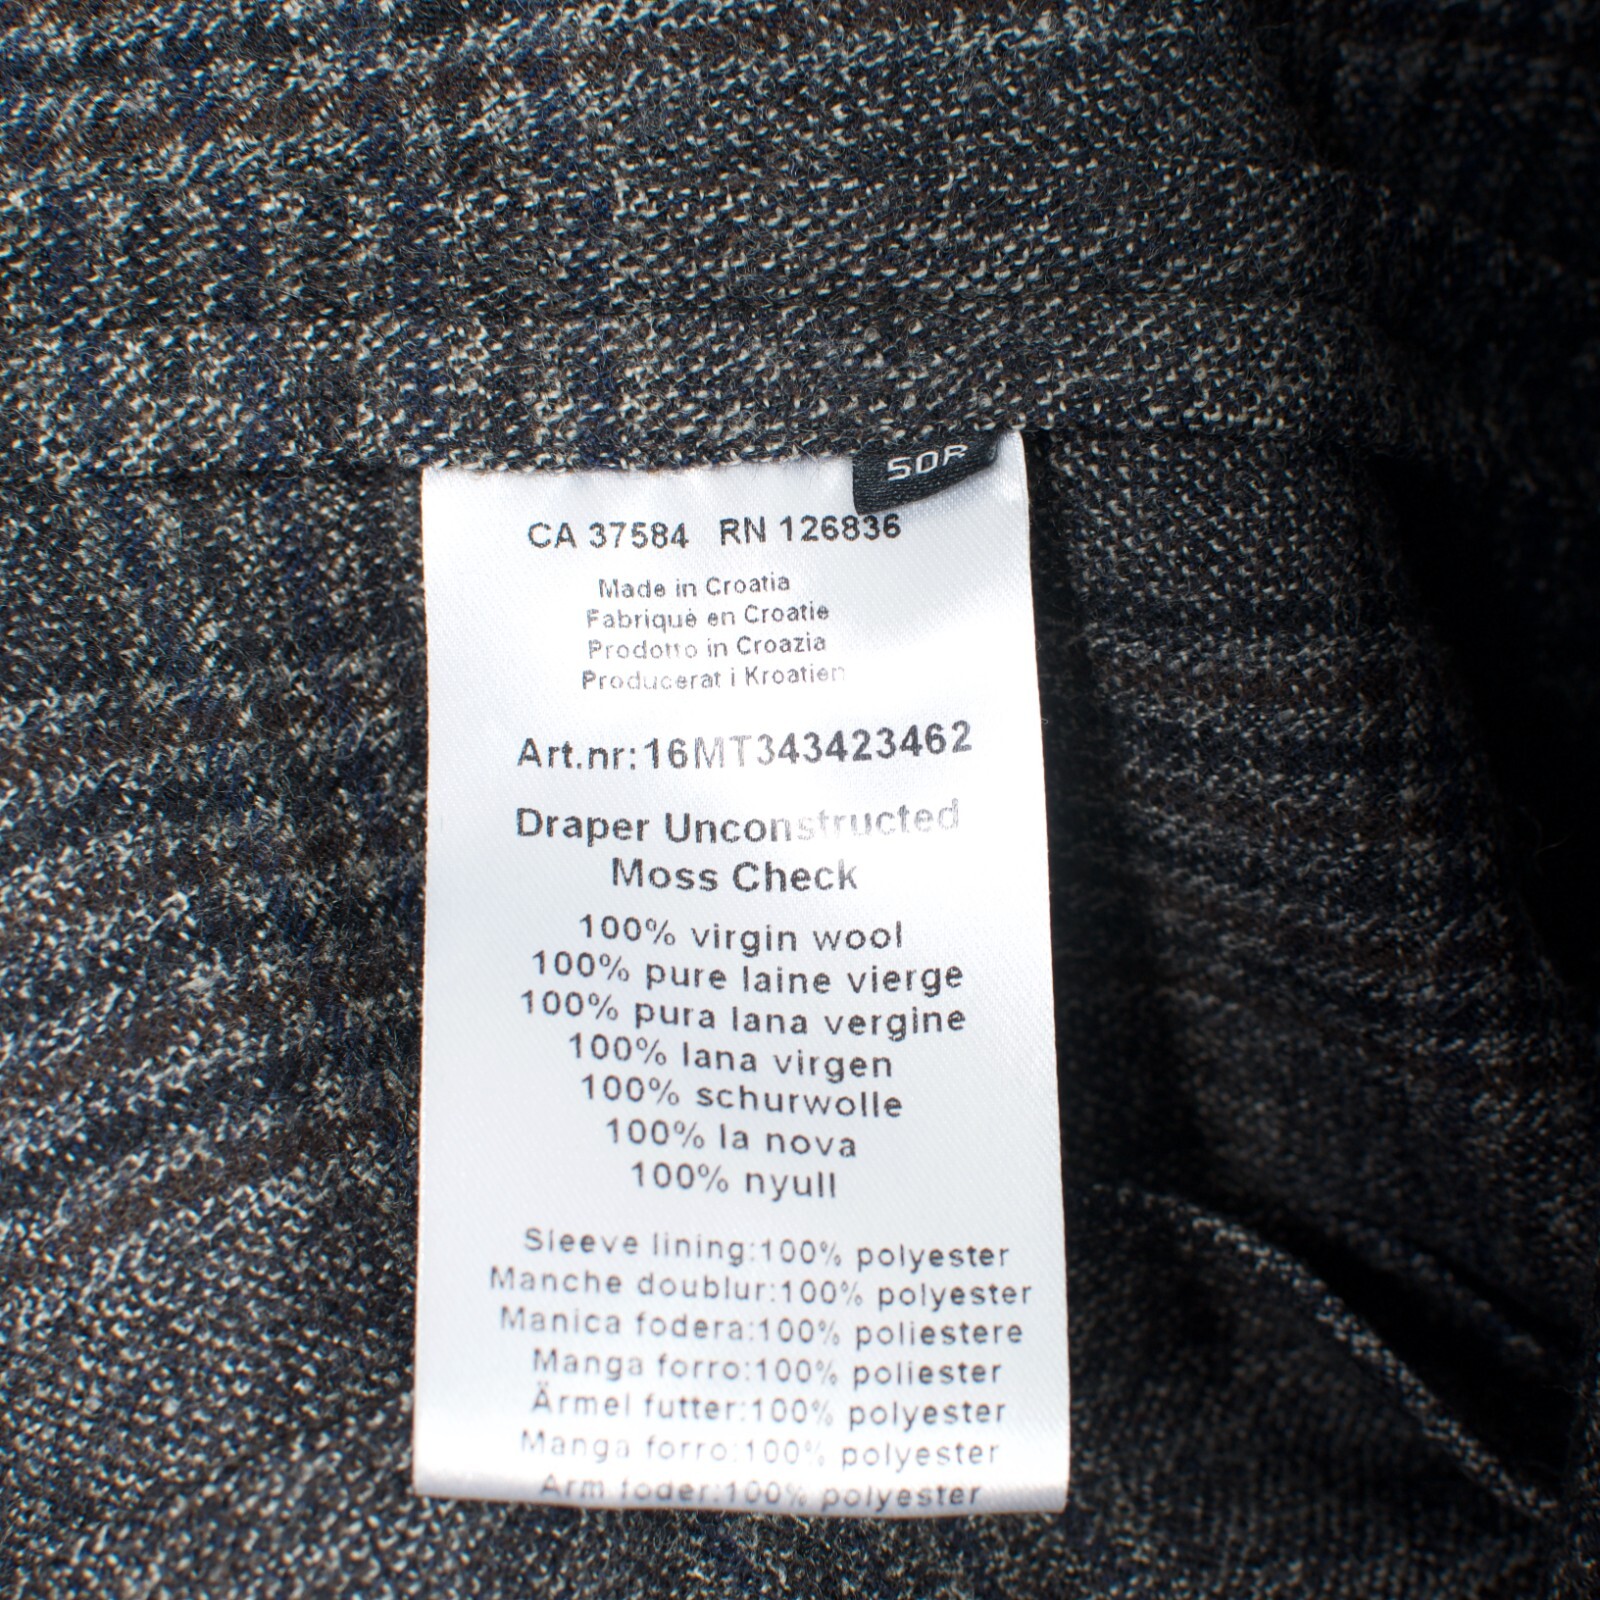 50R
CA 37584 RN 126836
Made in Croatia
Fabriqué en Croatie
Prodotto in Croazia
Producerat i Kroatien
Art.nr:16MT343423462
Draper Unconstructed
Moss Check
100% virgin wool
100% pure laine vierge
100% pura lana vergine
100% lana virgen
100% schurwolle
100% la nova
100% nyull
Sleeve lining:100% polyester
Manche doublur:100% polyester
Manica fodera:100% poliestere
Manga forro:100% poliester
Ärmel futter:100% polyester
Manga forro:100% polyester
Arm foder:100% polyester